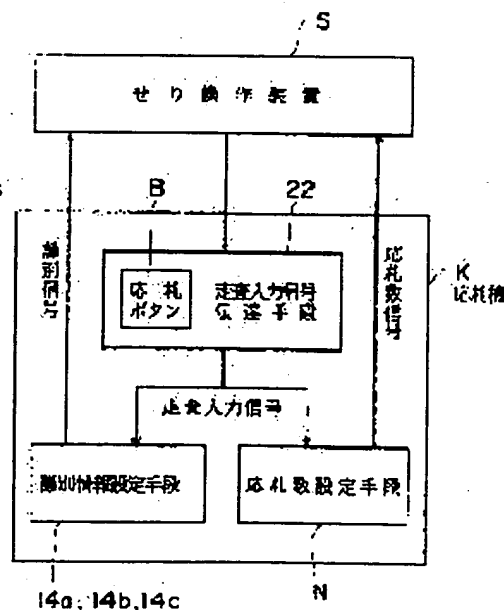 S
せり操作装置
B
22
識別信号
応札
ボタン
走査入力信号
伝達手段
応札数信号
K
応札機
走査入力信号
識別情報設定手段
応札数設定手段
14a, 14b, 14c
N